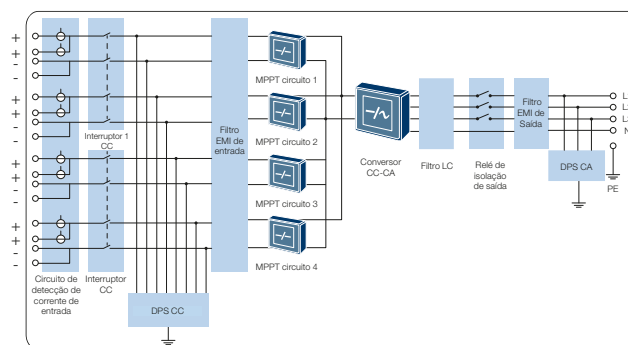 +
+
-
-
+
+
-
-
+
+
-
-
+
+
-
-
Interruptor 1
CC
Circuito de
detecção de
corrente de
entrada
Interruptor
CC
DPS CC
Filtro
EMI de
entrada
MPPT circuito 1
MPPT circuito 2
MPPT circuito 3
MPPT circuito 4
Conversor
CC-CA
Filtro LC
Relé de
isolação
de saída
Filtro
EMI de
Saída
DPS CA
N
PE